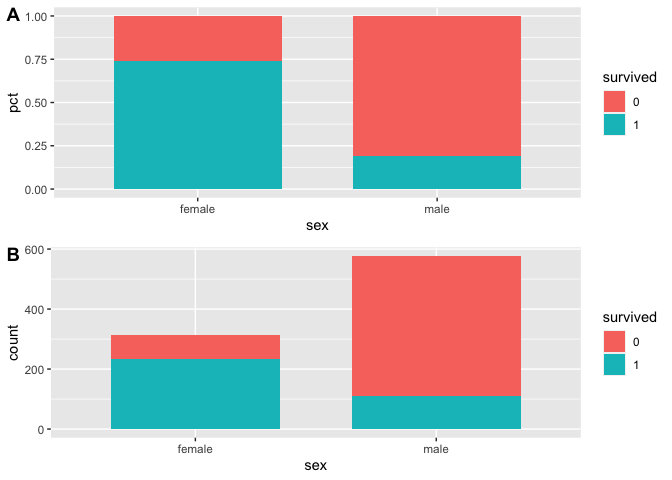 A
1.00
0.75
0.50
0.25
0.00
pct
female male
sex
survived
0
1
B
600
400
200
0
count
female male
sex
survived
0
1